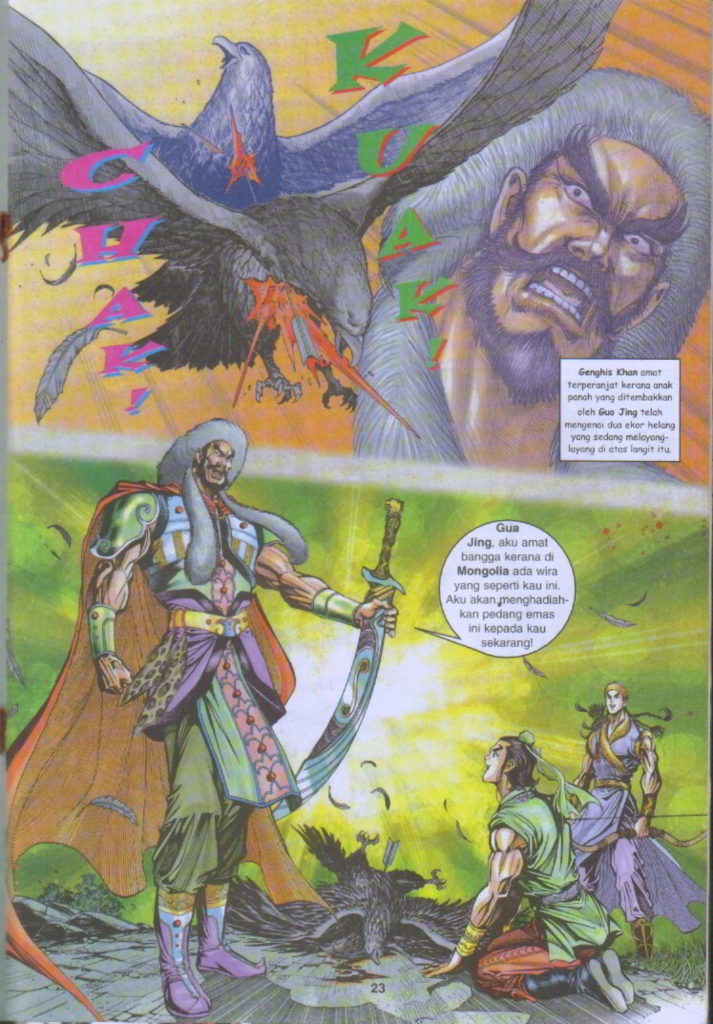 KUAK!
CHAK!
Genghis Khan amat
terperanjat kerana anak
panah yang ditembakkan
oleh Guo Jing telah
mengenai dua ekor helang
yang sedang melayang-
layang di atas langit itu.
Gua
Jing, aku amat
bangga kerana di
Mongolia ada wira
yang seperti kau ini.
Aku akan menghadiah-
kan pedang emas
ini kepada kau
sekarang!
23